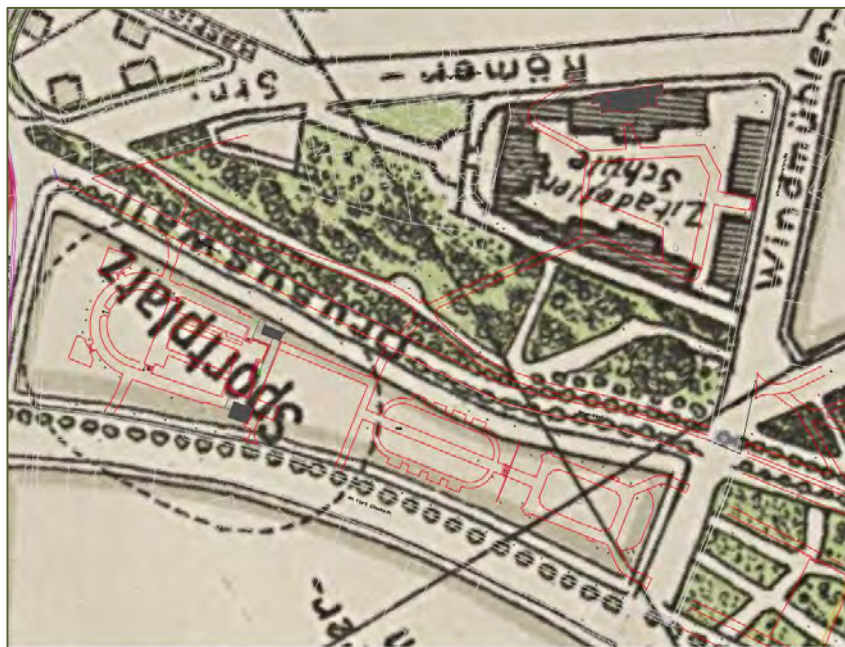 Römer-
Str.
Windmühlen-
Zitadellen
Schule
Drususwall
Sportplatz